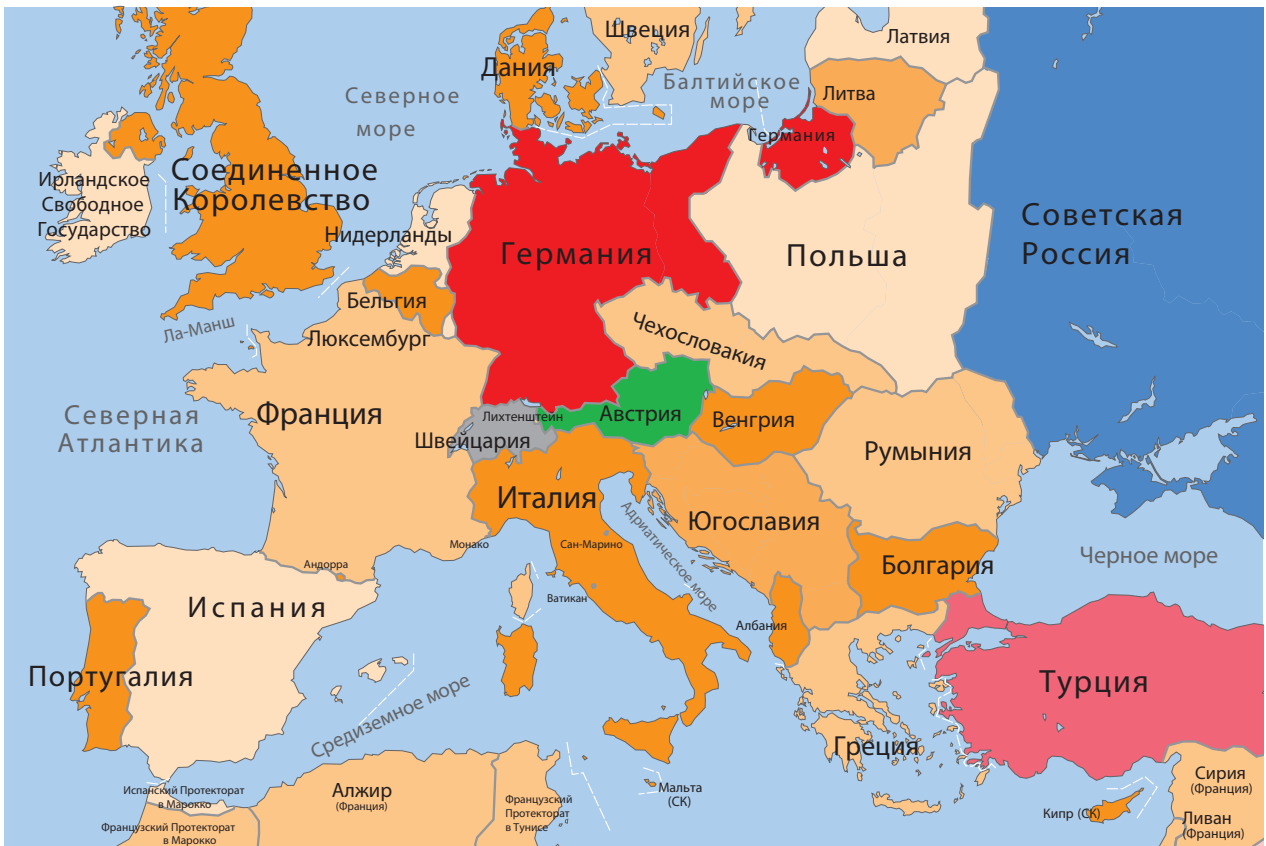 Швеция
Латвия
Дания
Балтийское
море
Северное
море
Литва
Германия
Соединенное
Королевство
Ирландское
Свободное
Государство
Нидерланды
Германия
Польша
Советская
Россия
Бельгия
Ла-Манш
Люксембург
Чехословакия
Северная
Атлантика
Франция
Лихтенштейн
Швейцария
Австрия
Венгрия
Румыния
Италия
Югославия
Адриатическое море
Монако
Сан-Марино
Черное море
Андорра
Болгария
Испания
Ватикан
Албания
Португалия
Турция
Средиземное море
Греция
Испанский Протекторат
в Марокко
Алжир
(Франция)
Французский
Протекторат
в Тунисе
Мальта
(СК)
Сирия
(Франция)
Кипр (СК)
Ливан
(Франция)
Французский Протекторат
в Марокко